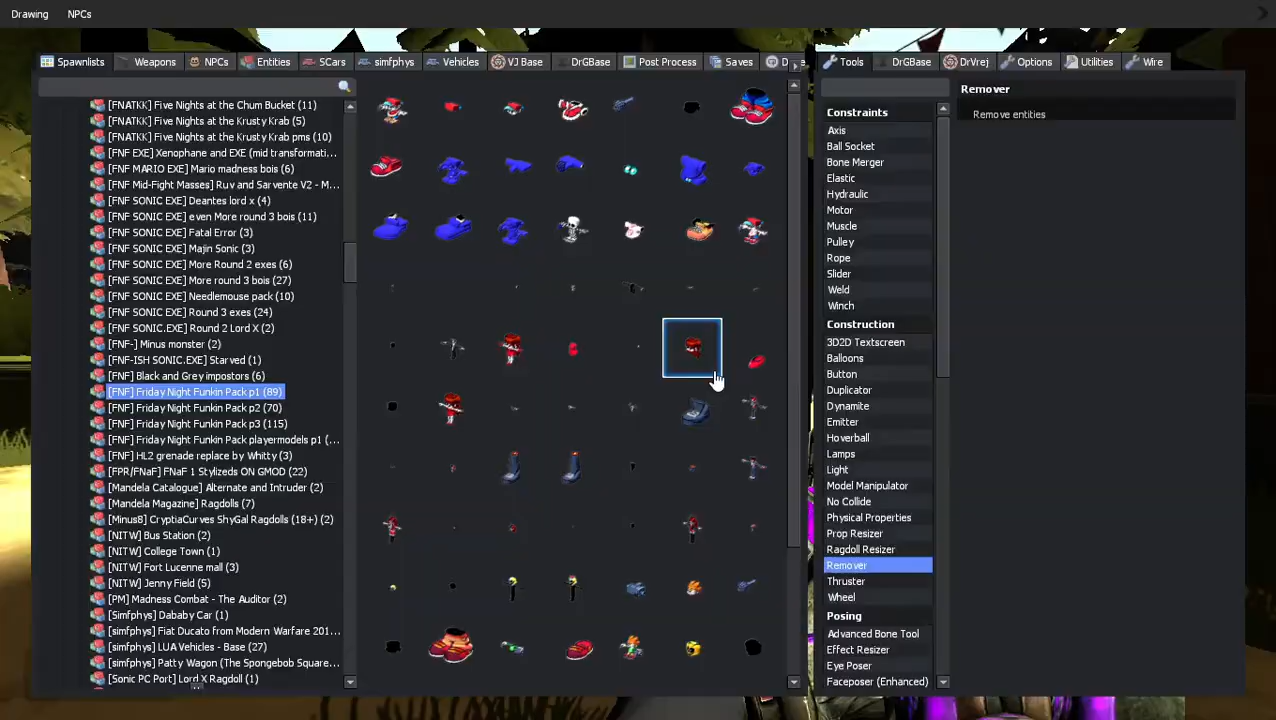 Drawing NPCs
Spawnlists Weapons NPCs Entities SCars simfphys Vehicles VJ Base DrGBase Post Process Saves
Tools DrGBase DrVrej Options Utilities Wire
[FNATKK] Five Nights at the Chum Bucket (11)
[FNATKK] Five Nights at the Krusty Krab (5)
[FNATKK] Five Nights at the Krusty Krab pms (10)
[FNF EXE] Xenophane and EXE (mid transformati...
[FNF MARIO EXE] Mario madness bois (6)
[FNF Mid-Fight Masses] Ruv and Sarvente V2 - M...
[FNF SONIC EXE] Deantes lord x (4)
[FNF SONIC EXE] even More round 3 bois (11)
[FNF SONIC EXE] Fatal Error (3)
[FNF SONIC EXE] Majin Sonic (3)
[FNF SONIC EXE] More Round 2 exes (6)
[FNF SONIC EXE] More round 3 bois (27)
[FNF SONIC EXE] Needlemouse pack (10)
[FNF SONIC EXE] Round 3 exes (24)
[FNF SONIC.EXE] Round 2 Lord X (2)
[FNF-] Minus monster (2)
[FNF-ISH SONIC.EXE] Starved (1)
[FNF] Black and Grey impostors (6)
[FNF] Friday Night Funkin Pack p1 (89)
[FNF] Friday Night Funkin Pack p2 (70)
[FNF] Friday Night Funkin Pack p3 (115)
[FNF] Friday Night Funkin Pack playermodels p1 (...
[FNF] HL2 grenade replace by Whitty (3)
[FPR/FNaF] FNaF 1 Stylizeds ON GMOD (22)
[Mandela Catalogue] Alternate and Intruder (2)
[Mandela Magazine] Ragdolls (7)
[Minus8] CryptiaCurves ShyGal Ragdolls (18+) (2)
[NITW] Bus Station (2)
[NITW] College Town (1)
[NITW] Fort Lucenne mall (3)
[NITW] Jenny Field (5)
[PM] Madness Combat - The Auditor (2)
[Simfphys] Dababy Car (1)
[simfphys] Fiat Ducato from Modern Warfare 201...
[simfphys] LUA Vehicles - Base (27)
[simfphys] Patty Wagon (The Spongebob Square...
[Sonic PC Port] Lord X Ragdoll (1)
Constraints
Axis
Ball Socket
Bone Merger
Elastic
Hydraulic
Motor
Muscle
Pulley
Rope
Slider
Weld
Winch
Construction
3D2D Textscreen
Balloons
Button
Duplicator
Dynamite
Emitter
Hoverball
Lamps
Light
Model Manipulator
No Collide
Physical Properties
Prop Resizer
Ragdoll Resizer
Remover
Thruster
Wheel
Posing
Advanced Bone Tool
Effect Resizer
Eye Poser
Faceposer (Enhanced)
Remover
Remove entities